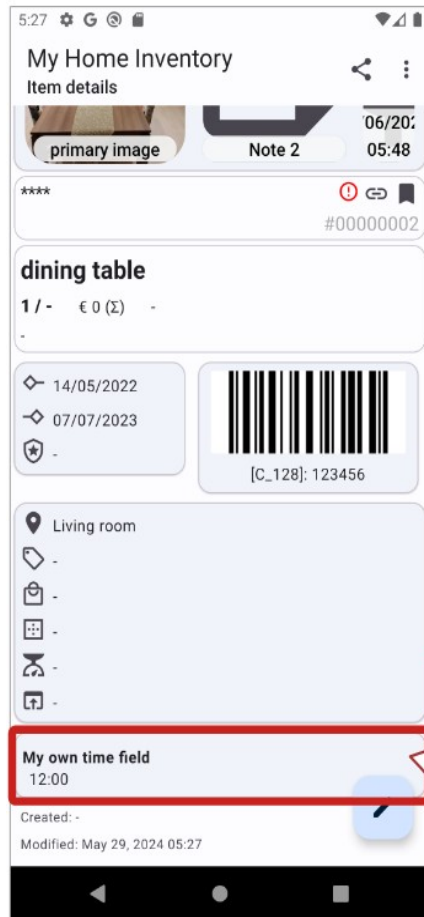 5:27
My Home Inventory
Item details
primary image
Note 2
05:48
****
#00000002
dining table
1 / - € 0 (Σ) -
-
-
14/05/2022
07/07/2023
-
[C_128]: 123456
Living room
-
-
-
-
-
My own time field
12:00
Created: -
Modified: May 29, 2024 05:27